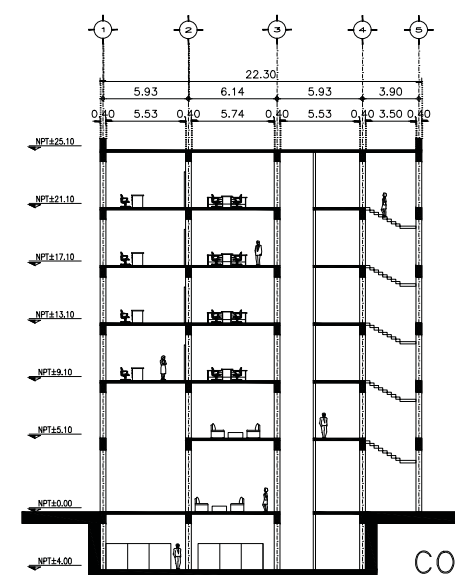 1 2 3 4 5
22.30
5.93 6.14 5.93 3.90
0.40 5.53 0.40 5.74 0.40 5.53 0.40 3.50 0.40
NPT±25.10
NPT±21.10
NPT±17.10
NPT±13.10
NPT±9.10
NPT±5.10
NPT±0.00
NPT±4.00
CO